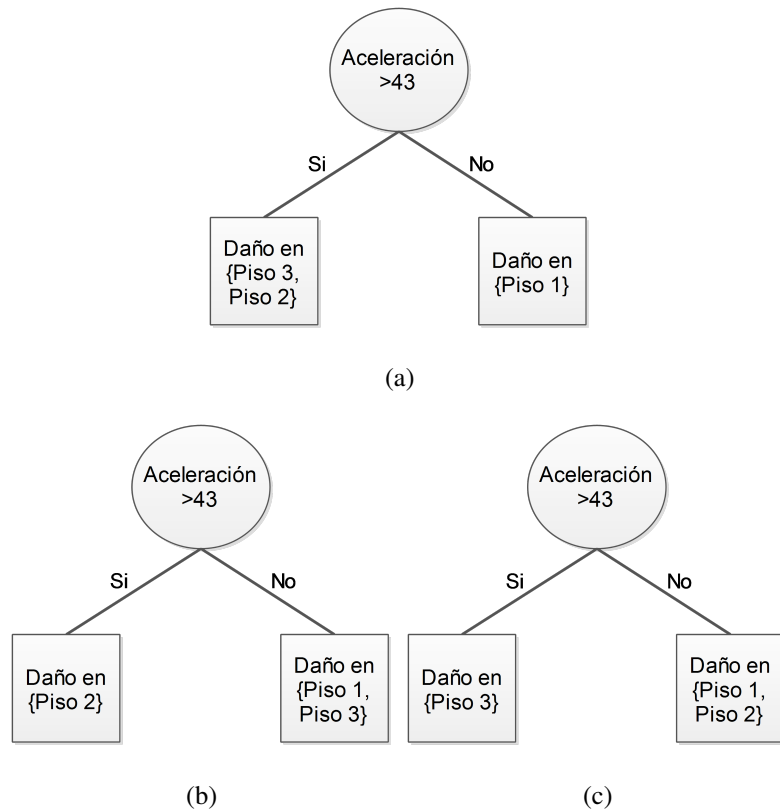 Aceleración
>43
Si
No
Daño en
{Piso 3,
Piso 2}
Daño en
{Piso 1}
(a)
Aceleración
>43
Si
No
Daño en
{Piso 2}
Daño en
{Piso 1,
Piso 3}
(b)
Aceleración
>43
Si
No
Daño en
{Piso 3}
Daño en
{Piso 1,
Piso 2}
(c)